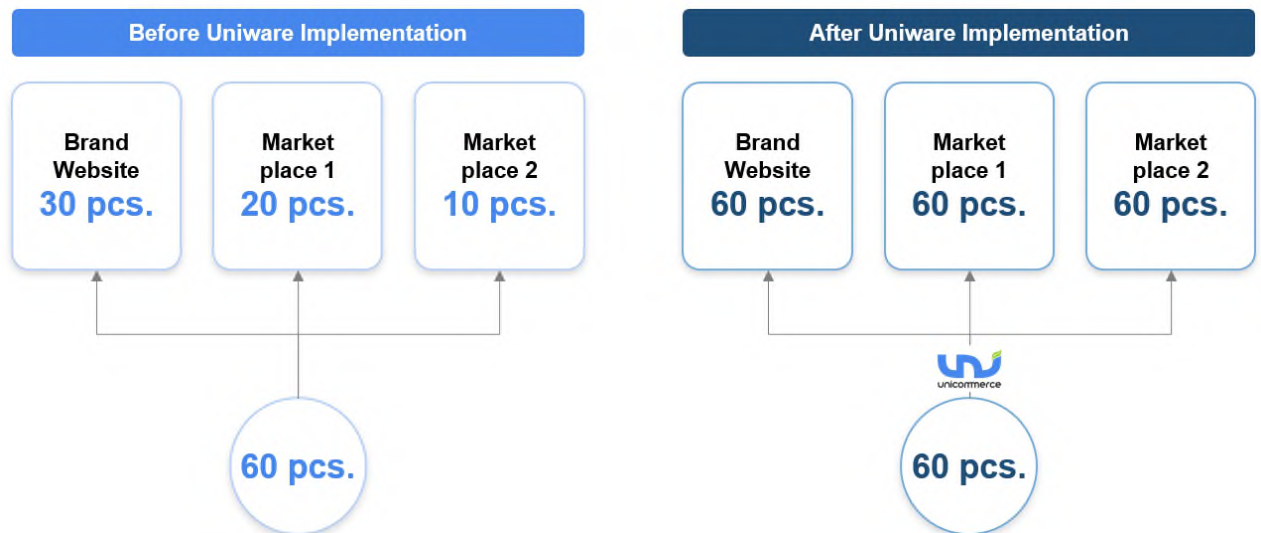 Before Uniware Implementation
Brand
Website
30 pcs.
Market
place 1
20 pcs.
Market
place 2
10 pcs.
60 pcs.
After Uniware Implementation
Brand
Website
60 pcs.
Market
place 1
60 pcs.
Market
place 2
60 pcs.
uni
unicommerce
60 pcs.